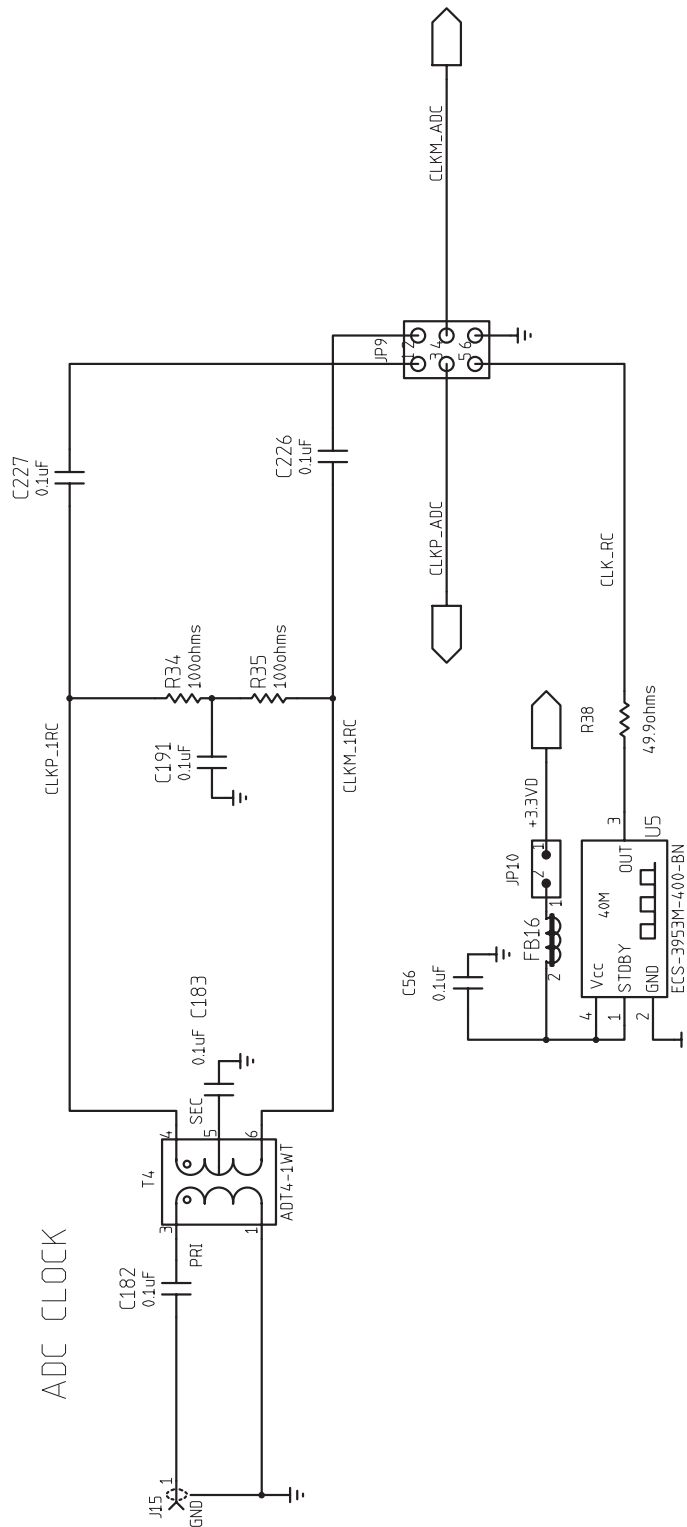 ADC CLOCK
J15
1
GND
C182
0.1uF
PRI
3
1
T4
ADT4-1WT
4
5
6
SEC
0.1uF C183
CLKP_1RC
CLKM_1RC
C191
0.1uF
R34
100ohms
R35
100ohms
C227
0.1uF
C226
0.1uF
JP9
1 2
3 4
5 6
CLKM_ADC
CLKP_ADC
CLK_RC
R38
49.9ohms
+3.3VD
JP10
2 1
FB16
2 1
C56
0.1uF
4 Vcc
1 STDBY
2 GND
40M
OUT 3
U5
ECS-3953M-400-BN